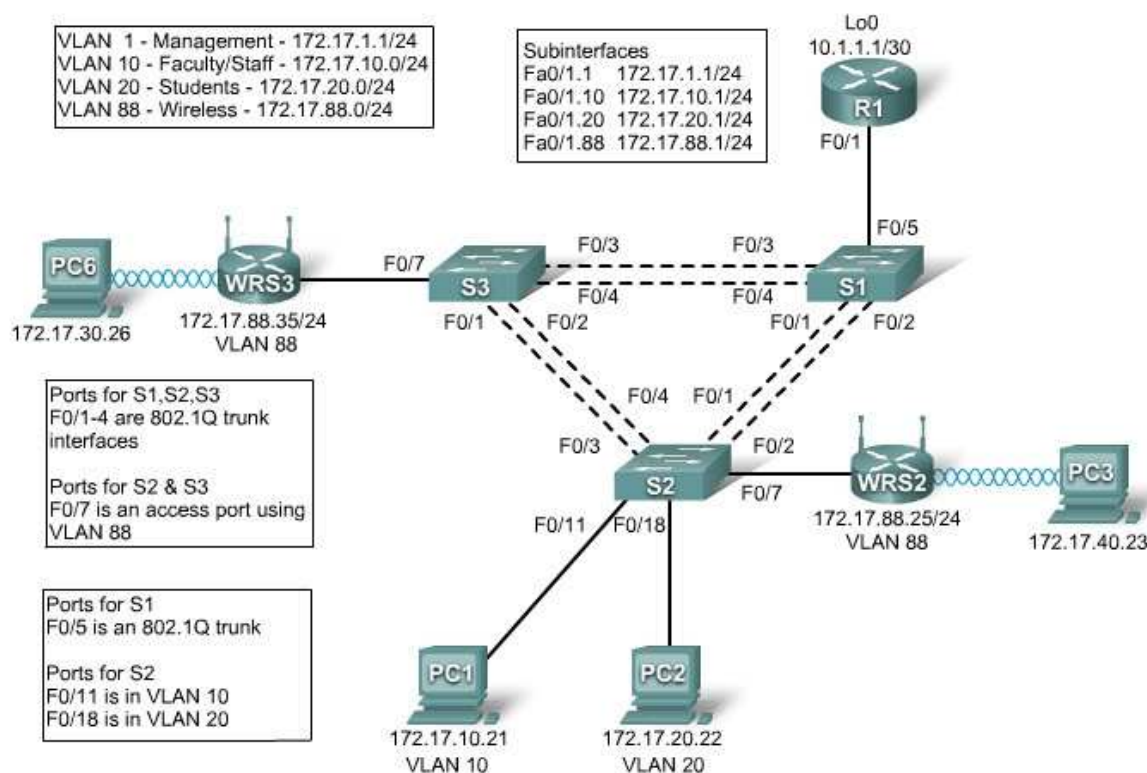 VLAN 1 - Management - 172.17.1.1/24
VLAN 10 - Faculty/Staff - 172.17.10.0/24
VLAN 20 - Students - 172.17.20.0/24
VLAN 88 - Wireless - 172.17.88.0/24
Subinterfaces
Fa0/1.1 172.17.1.1/24
Fa0/1.10 172.17.10.1/24
Fa0/1.20 172.17.20.1/24
Fa0/1.88 172.17.88.1/24
Lo0
10.1.1.1/30
R1
F0/1
F0/5
PC6
172.17.30.26
WRS3
172.17.88.35/24
VLAN 88
F0/7
S3
F0/3
F0/3
F0/4
F0/4
S1
F0/1
F0/2
F0/1
F0/2
F0/4
F0/1
F0/3
F0/2
S2
F0/7
WRS2
172.17.88.25/24
VLAN 88
PC3
172.17.40.23
Ports for S1,S2,S3
F0/1-4 are 802.1Q trunk
interfaces
Ports for S2 & S3
F0/7 is an access port using
VLAN 88
F0/11
F0/18
Ports for S1
F0/5 is an 802.1Q trunk
Ports for S2
F0/11 is in VLAN 10
F0/18 is in VLAN 20
PC1
172.17.10.21
VLAN 10
PC2
172.17.20.22
VLAN 20